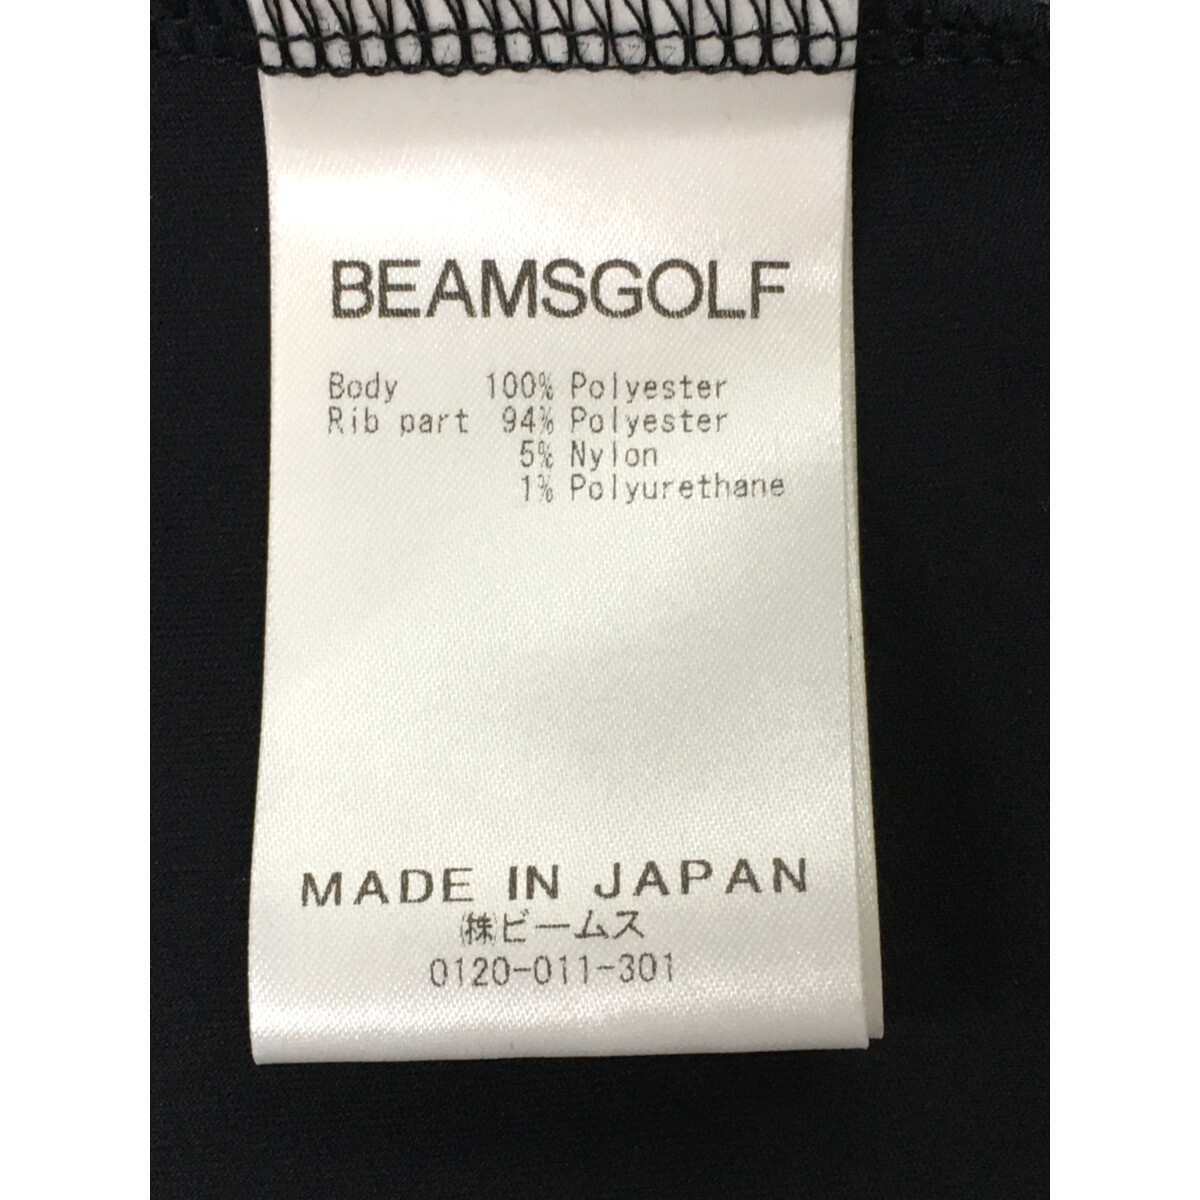 BEAMSGOLF
Body 100% Polyester
Rib part 94% Polyester
5% Nylon
1% Polyurethane
MADE IN JAPAN
㈱ビームス
0120-011-301